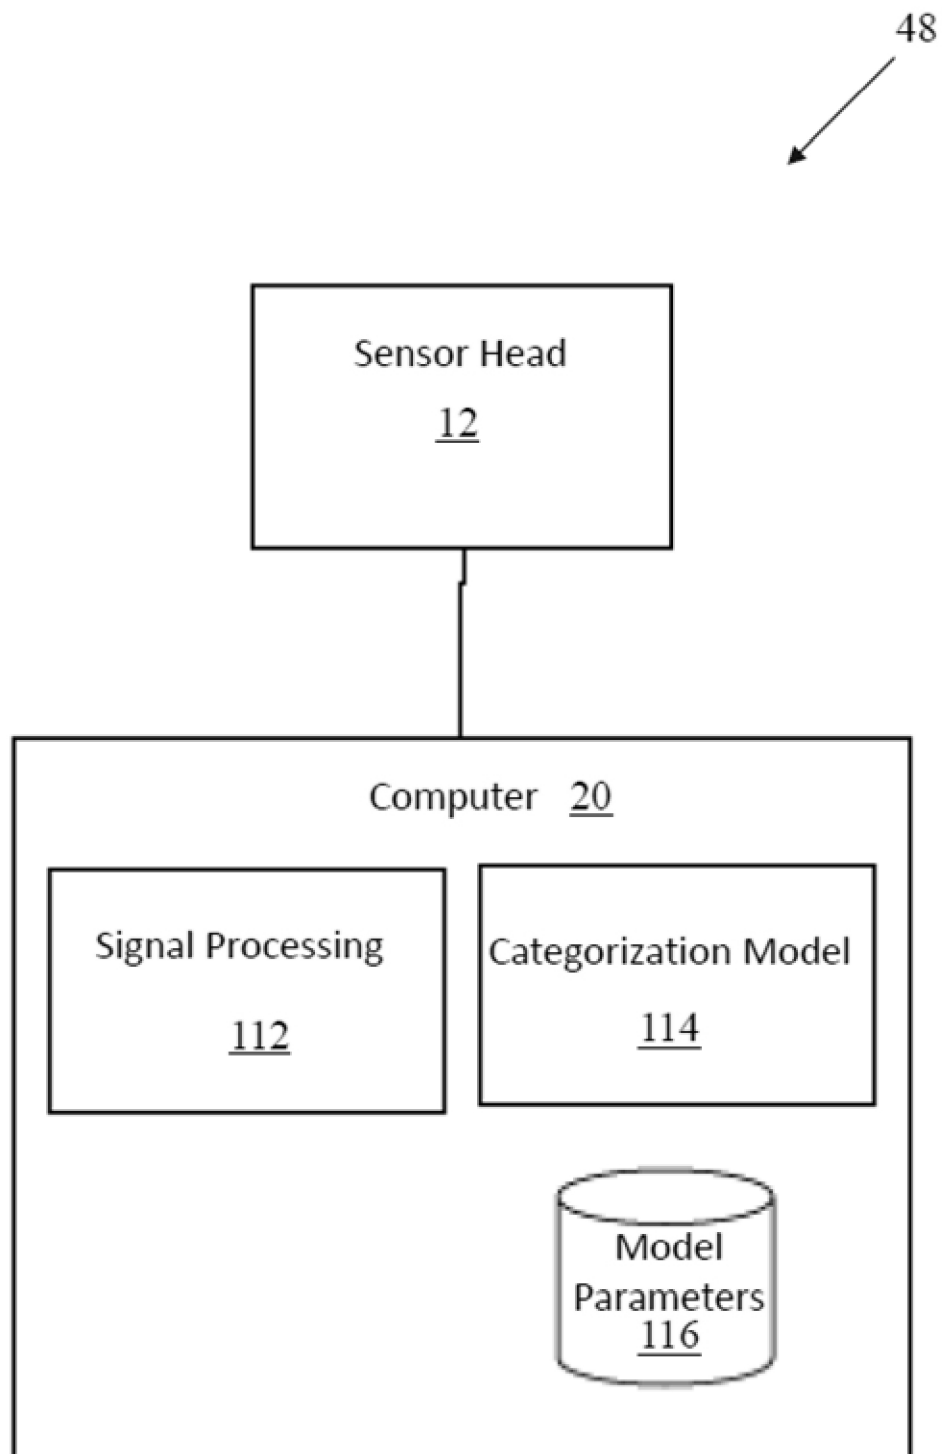 48
Sensor Head
12
Computer 20
Signal Processing
112
Categorization Model
114
Model
Parameters
116